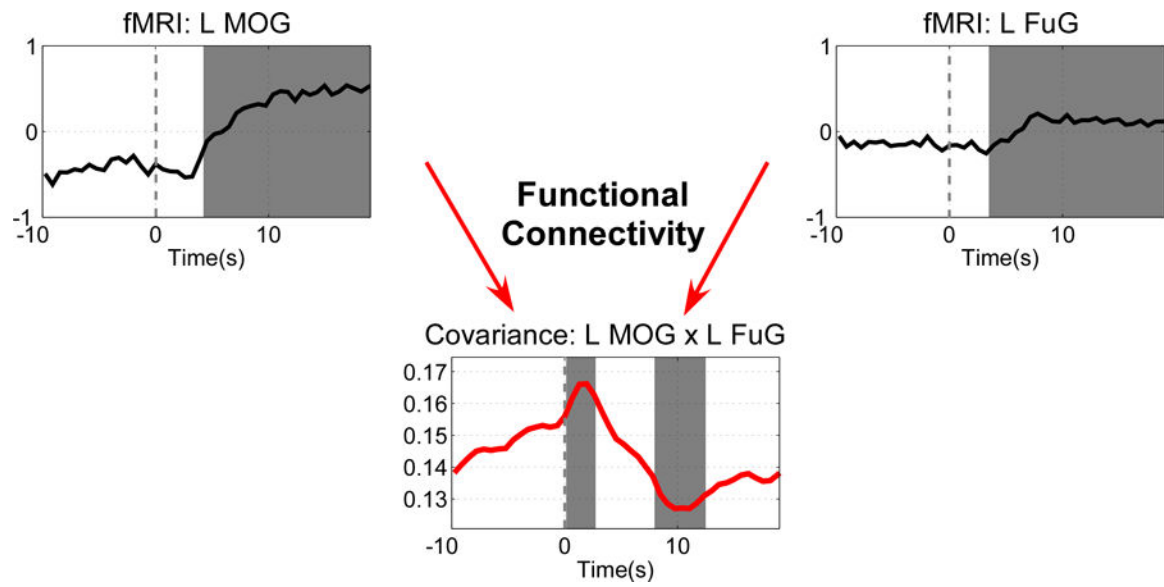 fMRI: L MOG
1
0
-1
-10
0
10
Time(s)
fMRI: L FuG
1
0
-1
-10
0
10
Time(s)
Functional
Connectivity
Covariance: L MOG x L FuG
0.17
0.16
0.15
0.14
0.13
-10
0
10
Time(s)